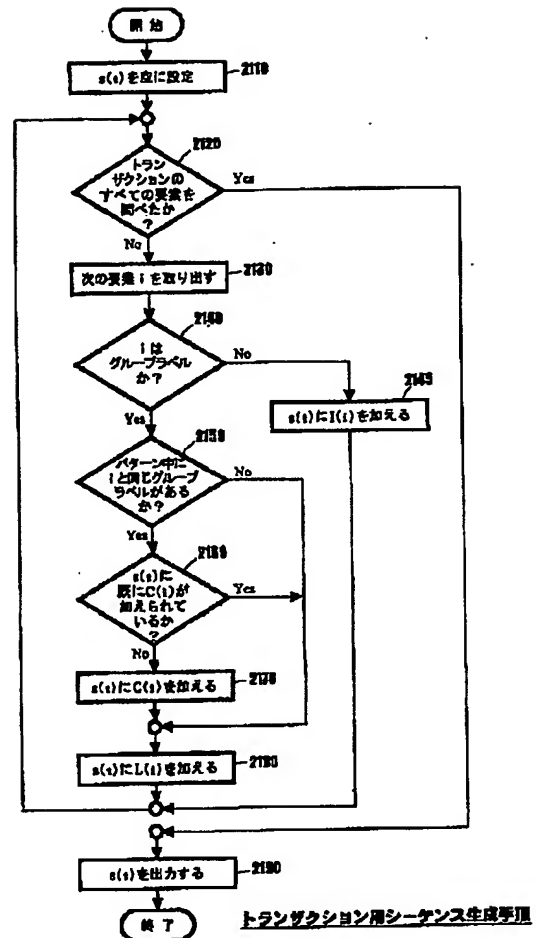 開始
s(t)を空に設定
2110
2120
トラン
ザクションの
すべての要素を
調べたか
?
Yes
No
次の要素 i を取り出す
2130
2140
i は
グループラベル
か?
No
2145
s(t)にI(i)を加える
Yes
2150
パターン中に
i と同じグループ
ラベルがある
か?
No
Yes
2160
s(t)に
既にC(i)が
加えられて
いるか
?
Yes
No
s(t)にC(i)を加える
2170
s(t)にL(i)を加える
2180
s(t)を出力する
2190
終了
トランザクション用シーケンス生成手順